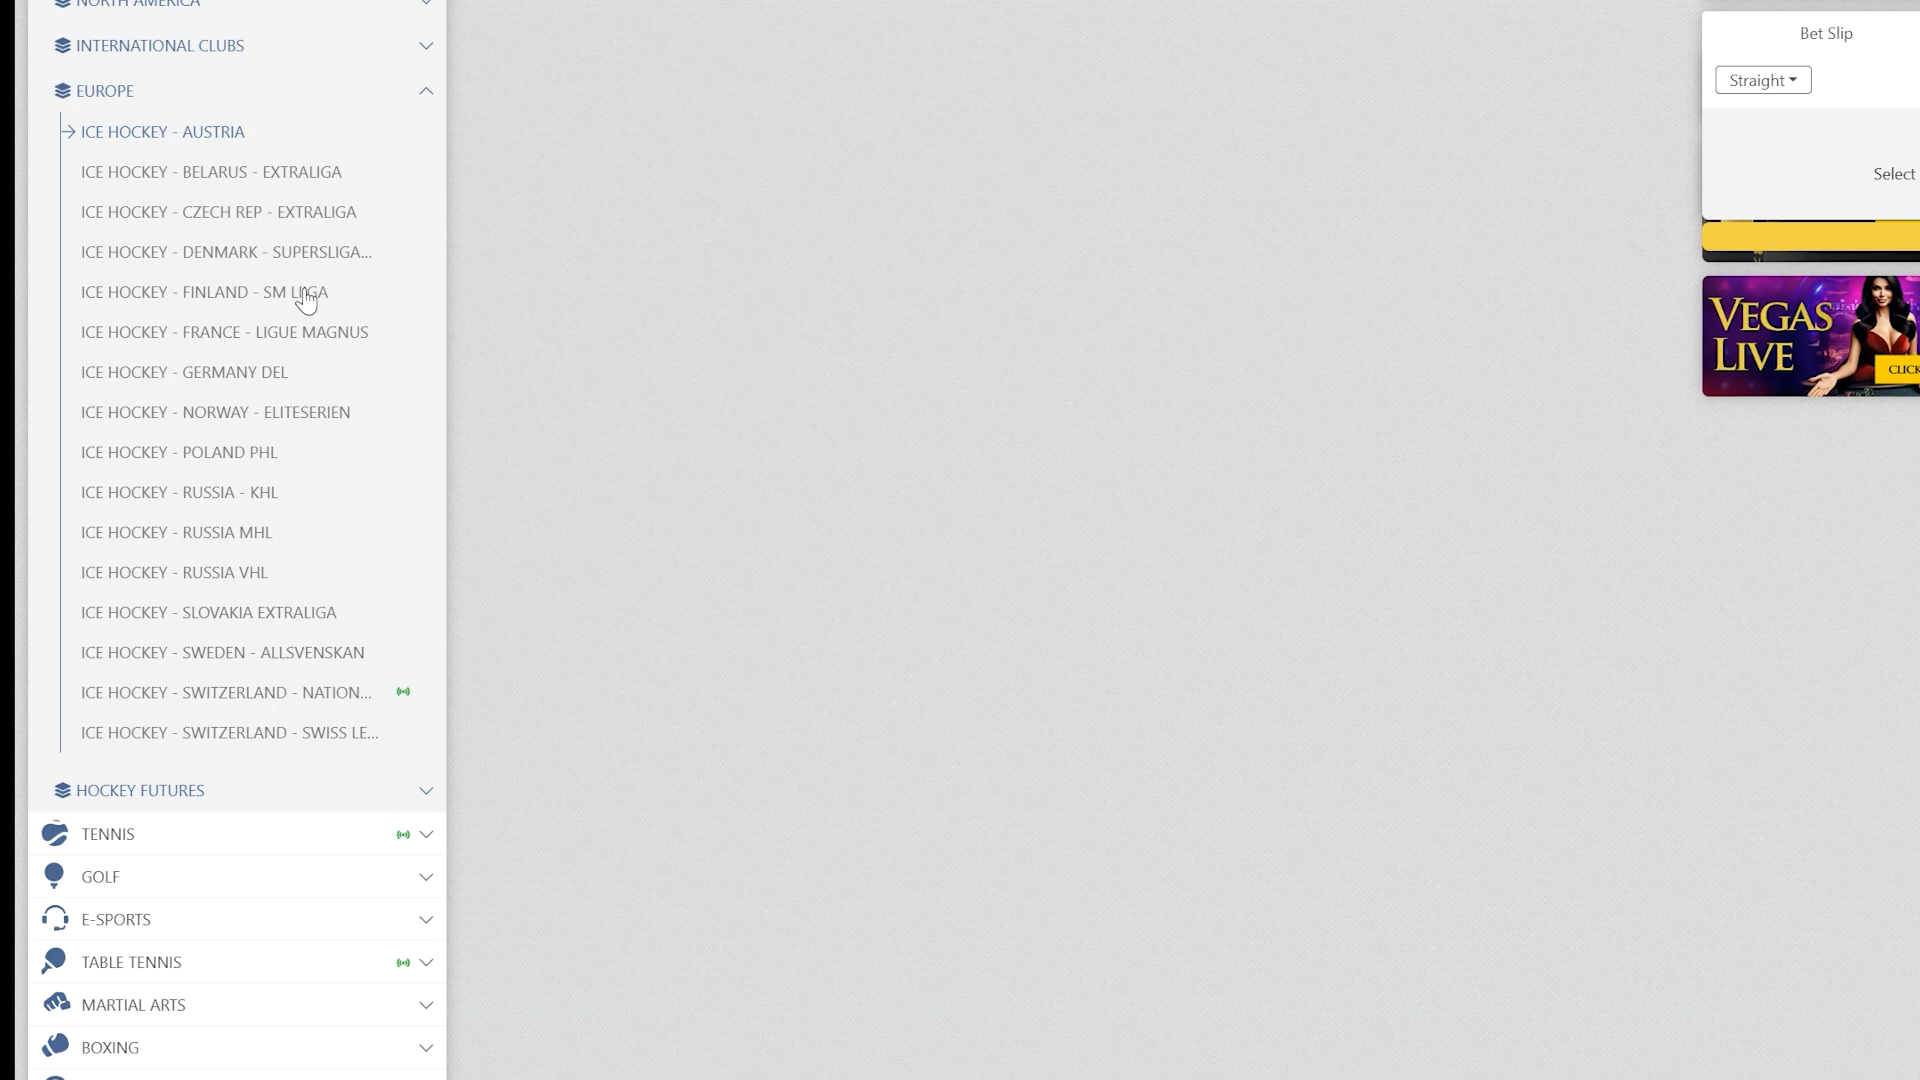 NORTH AMERICA
INTERNATIONAL CLUBS
EUROPE
ICE HOCKEY - AUSTRIA
ICE HOCKEY - BELARUS - EXTRALIGA
ICE HOCKEY - CZECH REP - EXTRALIGA
ICE HOCKEY - DENMARK - SUPERSLIGA...
ICE HOCKEY - FINLAND - SM LIIGA
ICE HOCKEY - FRANCE - LIGUE MAGNUS
ICE HOCKEY - GERMANY DEL
ICE HOCKEY - NORWAY - ELITESERIEN
ICE HOCKEY - POLAND PHL
ICE HOCKEY - RUSSIA - KHL
ICE HOCKEY - RUSSIA MHL
ICE HOCKEY - RUSSIA VHL
ICE HOCKEY - SLOVAKIA EXTRALIGA
ICE HOCKEY - SWEDEN - ALLSVENSKAN
ICE HOCKEY - SWITZERLAND - NATION...
ICE HOCKEY - SWITZERLAND - SWISS LE...
HOCKEY FUTURES
TENNIS
GOLF
E-SPORTS
TABLE TENNIS
MARTIAL ARTS
BOXING
Bet Slip
Straight
Select
VEGAS
LIVE
CLICK